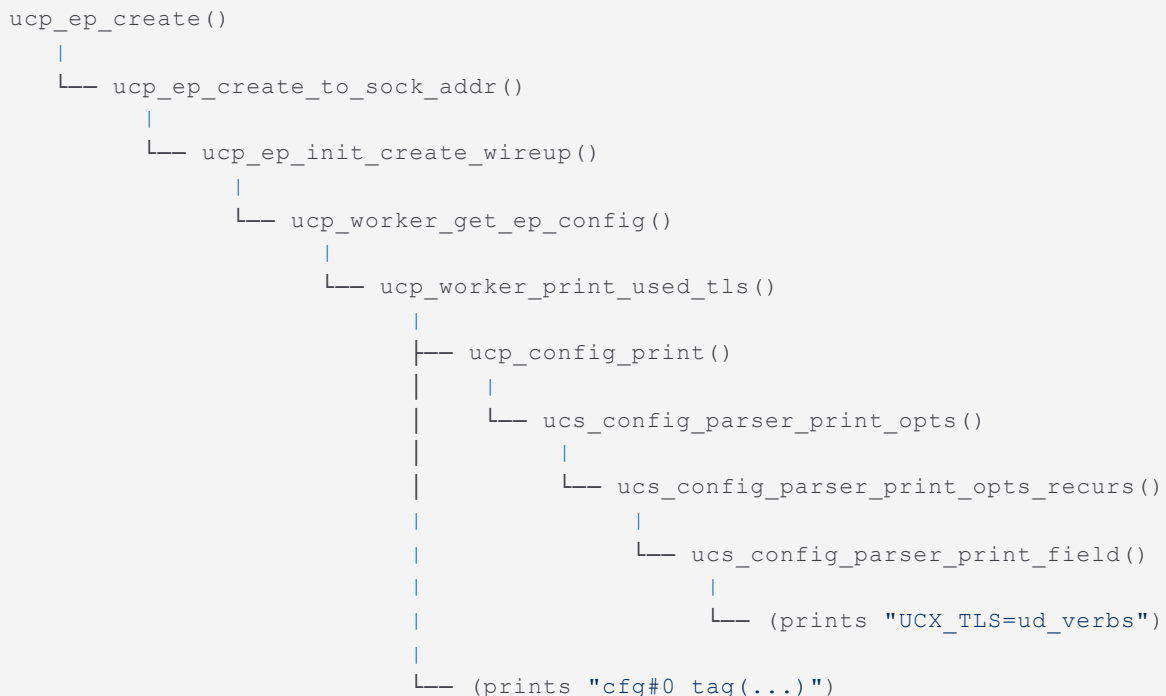 ucp_ep_create()
|
└── ucp_ep_create_to_sock_addr()
|
└── ucp_ep_init_create_wireup()
|
└── ucp_worker_get_ep_config()
|
└── ucp_worker_print_used_tls()
|
├── ucp_config_print()
│ |
│ └── ucs_config_parser_print_opts()
│ |
│ └── ucs_config_parser_print_opts_recurs()
| |
| └── ucs_config_parser_print_field()
| |
| └── (prints "UCX_TLS=ud_verbs")
|
└── (prints "cfg#0 tag(...)")